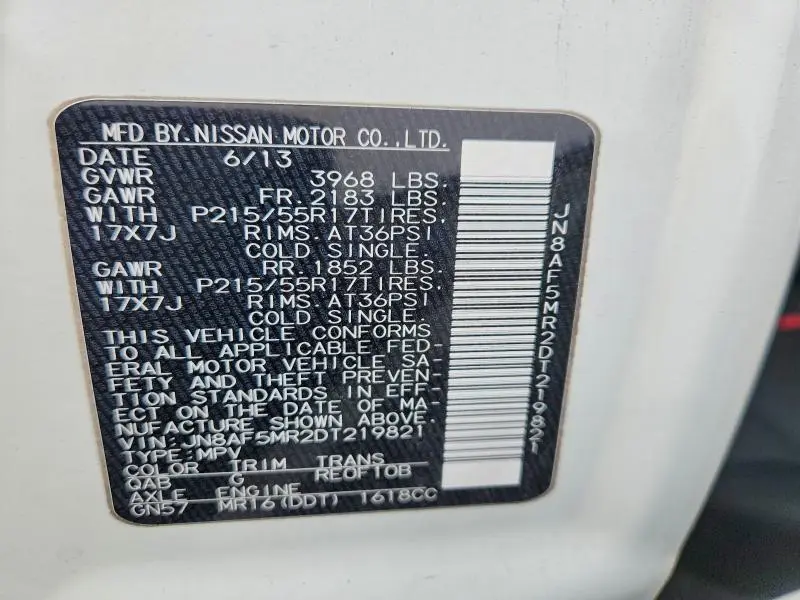 MFD BY.NISSAN MOTOR CO.,LTD.
DATE 6/13
GVWR 3968 LBS.
GAWR FR.2183 LBS.
WITH P215/55R17TIRES,
17X7J RIMS.AT36PSI
COLD SINGLE.
GAWR RR.1852 LBS.
WITH P215/55R17TIRES,
17X7J RIMS.AT36PSI
COLD SINGLE.
THIS VEHICLE CONFORMS
TO ALL APPLICABLE FED-
ERAL MOTOR VEHICLE SA-
FETY AND THEFT PREVEN-
TION STANDARDS IN EFF-
ECT ON THE DATE OF MA-
NUFACTURE SHOWN ABOVE.
VIN:JN8AF5MR2DT219821
TYPE:MPV
COLOR TRIM TRANS
QAB G RE0F10B
AXLE ENGINE
GN57 MR16(DDT) 1618CC
JN8AF5MR2DT219821